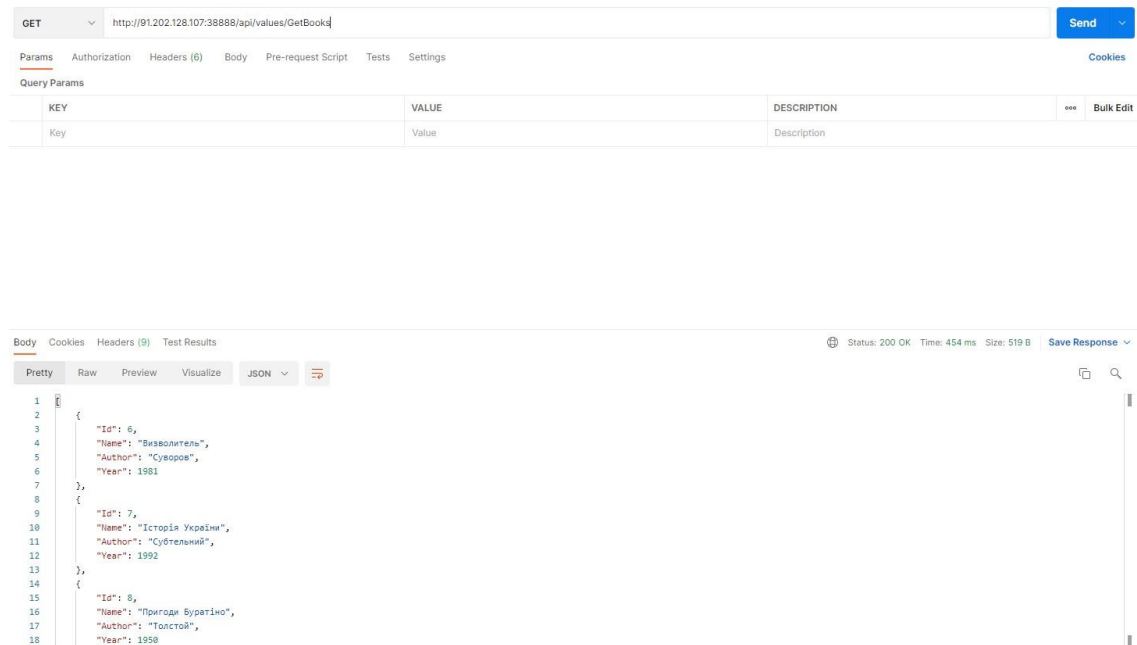 GET http://91.202.128.107:38888/api/values/GetBooks Send
Params Authorization Headers (6) Body Pre-request Script Tests Settings Cookies
Query Params
KEY VALUE DESCRIPTION ooo Bulk Edit
Key Value Description
Body Cookies Headers (9) Test Results Status: 200 OK Time: 454 ms Size: 519 B Save Response
Pretty Raw Preview Visualize JSON
1 [
2 {
3 "Id": 6,
4 "Name": "Визволитель",
5 "Author": "Суворов",
6 "Year": 1981
7 },
8 {
9 "Id": 7,
10 "Name": "Історія України",
11 "Author": "Субтельний",
12 "Year": 1992
13 },
14 {
15 "Id": 8,
16 "Name": "Пригоди Буратіно",
17 "Author": "Толстой",
18 "Year": 1950